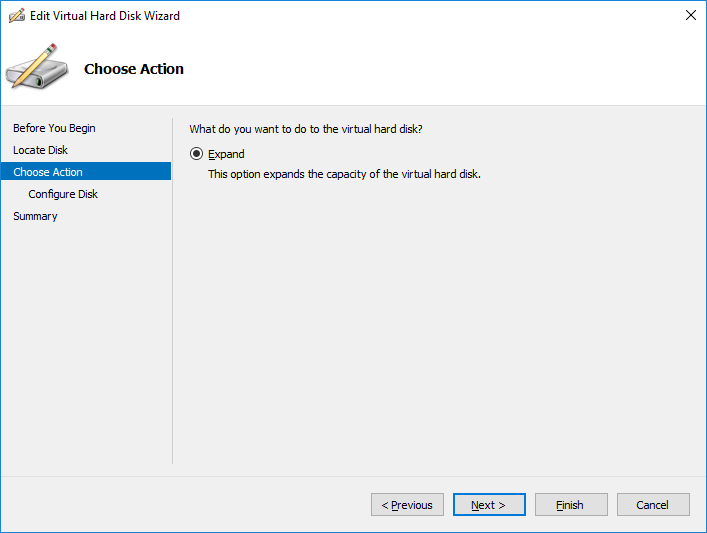 Edit Virtual Hard Disk Wizard
Choose Action
Before You Begin
Locate Disk
Choose Action
Configure Disk
Summary
What do you want to do to the virtual hard disk?
Expand
This option expands the capacity of the virtual hard disk.
< Previous
Next >
Finish
Cancel